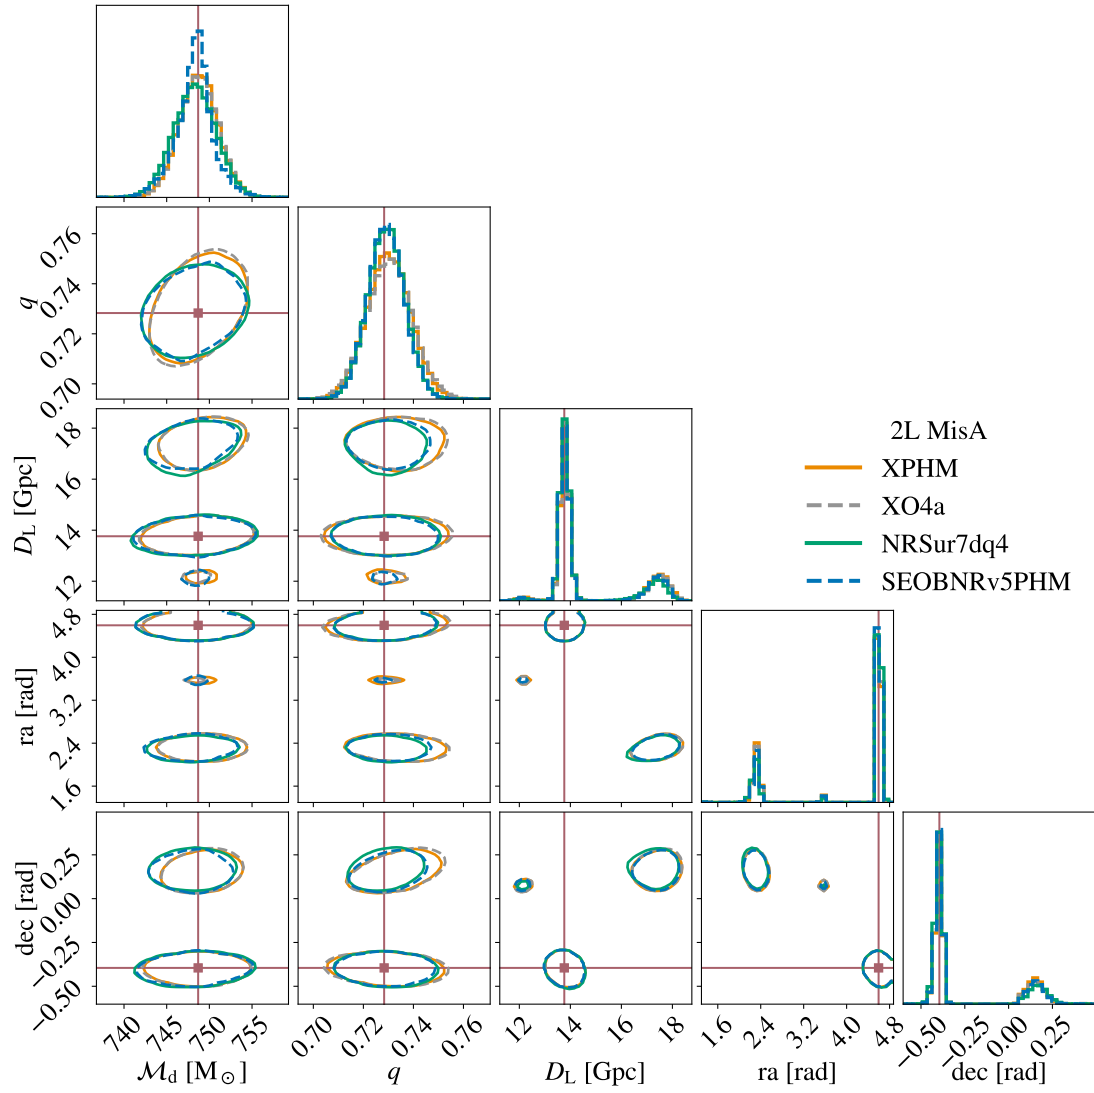 0.76
0.74
0.72
0.70
q
18
16
14
12
D_L [Gpc]
2L MisA
XPHM
XO4a
NRSur7dq4
SEOBNRv5PHM
4.8
4.0
3.2
2.4
1.6
ra [rad]
0.25
0.00
−0.25
−0.50
dec [rad]
740 745 750 755
0.70 0.72 0.74 0.76
12 14 16 18
1.6 2.4 3.2 4.0 4.8
−0.50 −0.25 0.00 0.25
ℳ_d [M_⊙] q D_L [Gpc] ra [rad] dec [rad]